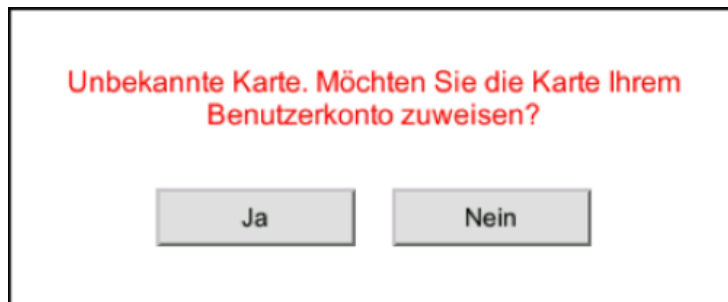 Unbekannte Karte. Möchten Sie die Karte Ihrem
Benutzerkonto zuweisen?
Ja
Nein